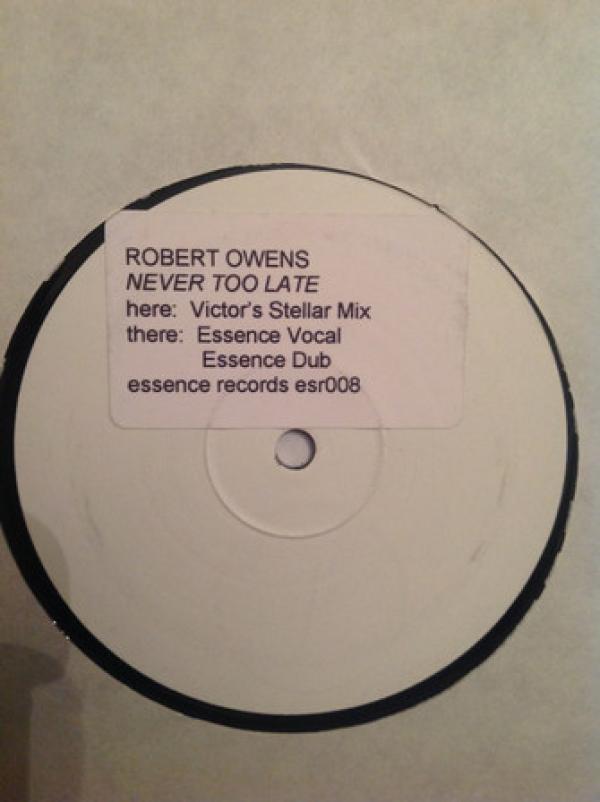 ROBERT OWENS
NEVER TOO LATE
here: Victor's Stellar Mix
there: Essence Vocal
Essence Dub
essence records esr008